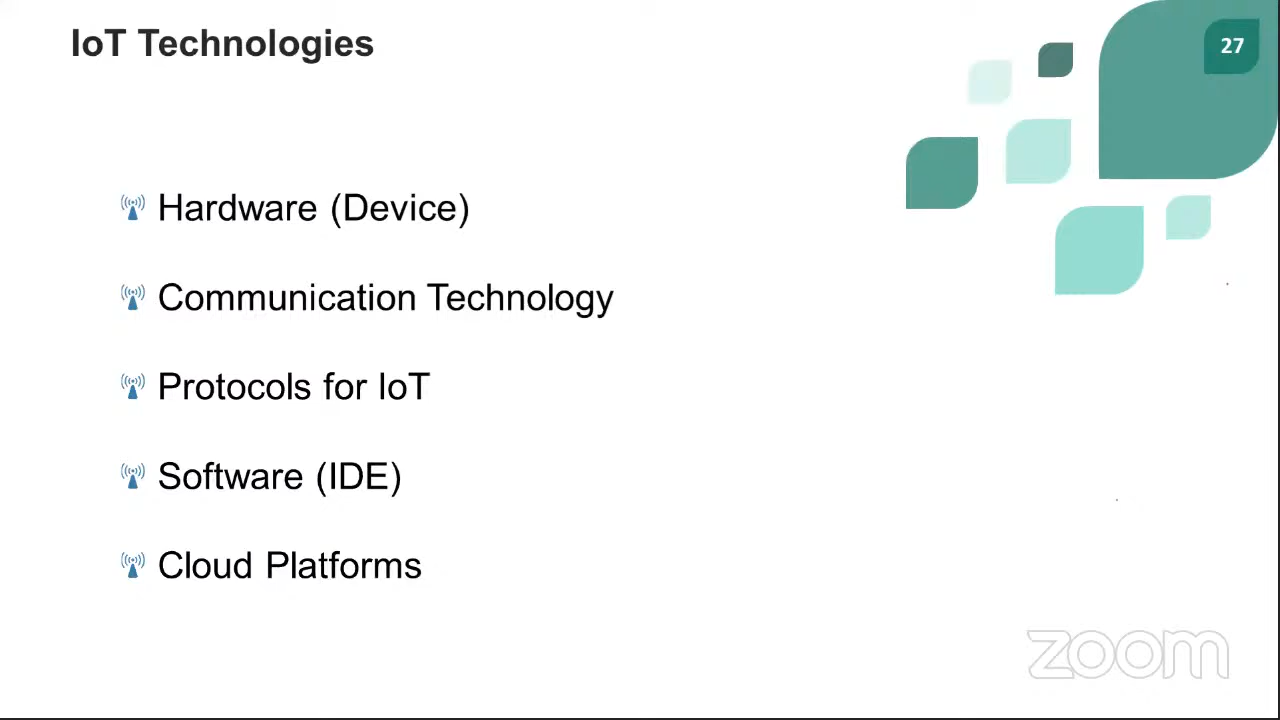 IoT Technologies
27
Hardware (Device)
Communication Technology
Protocols for IoT
Software (IDE)
Cloud Platforms
zoom